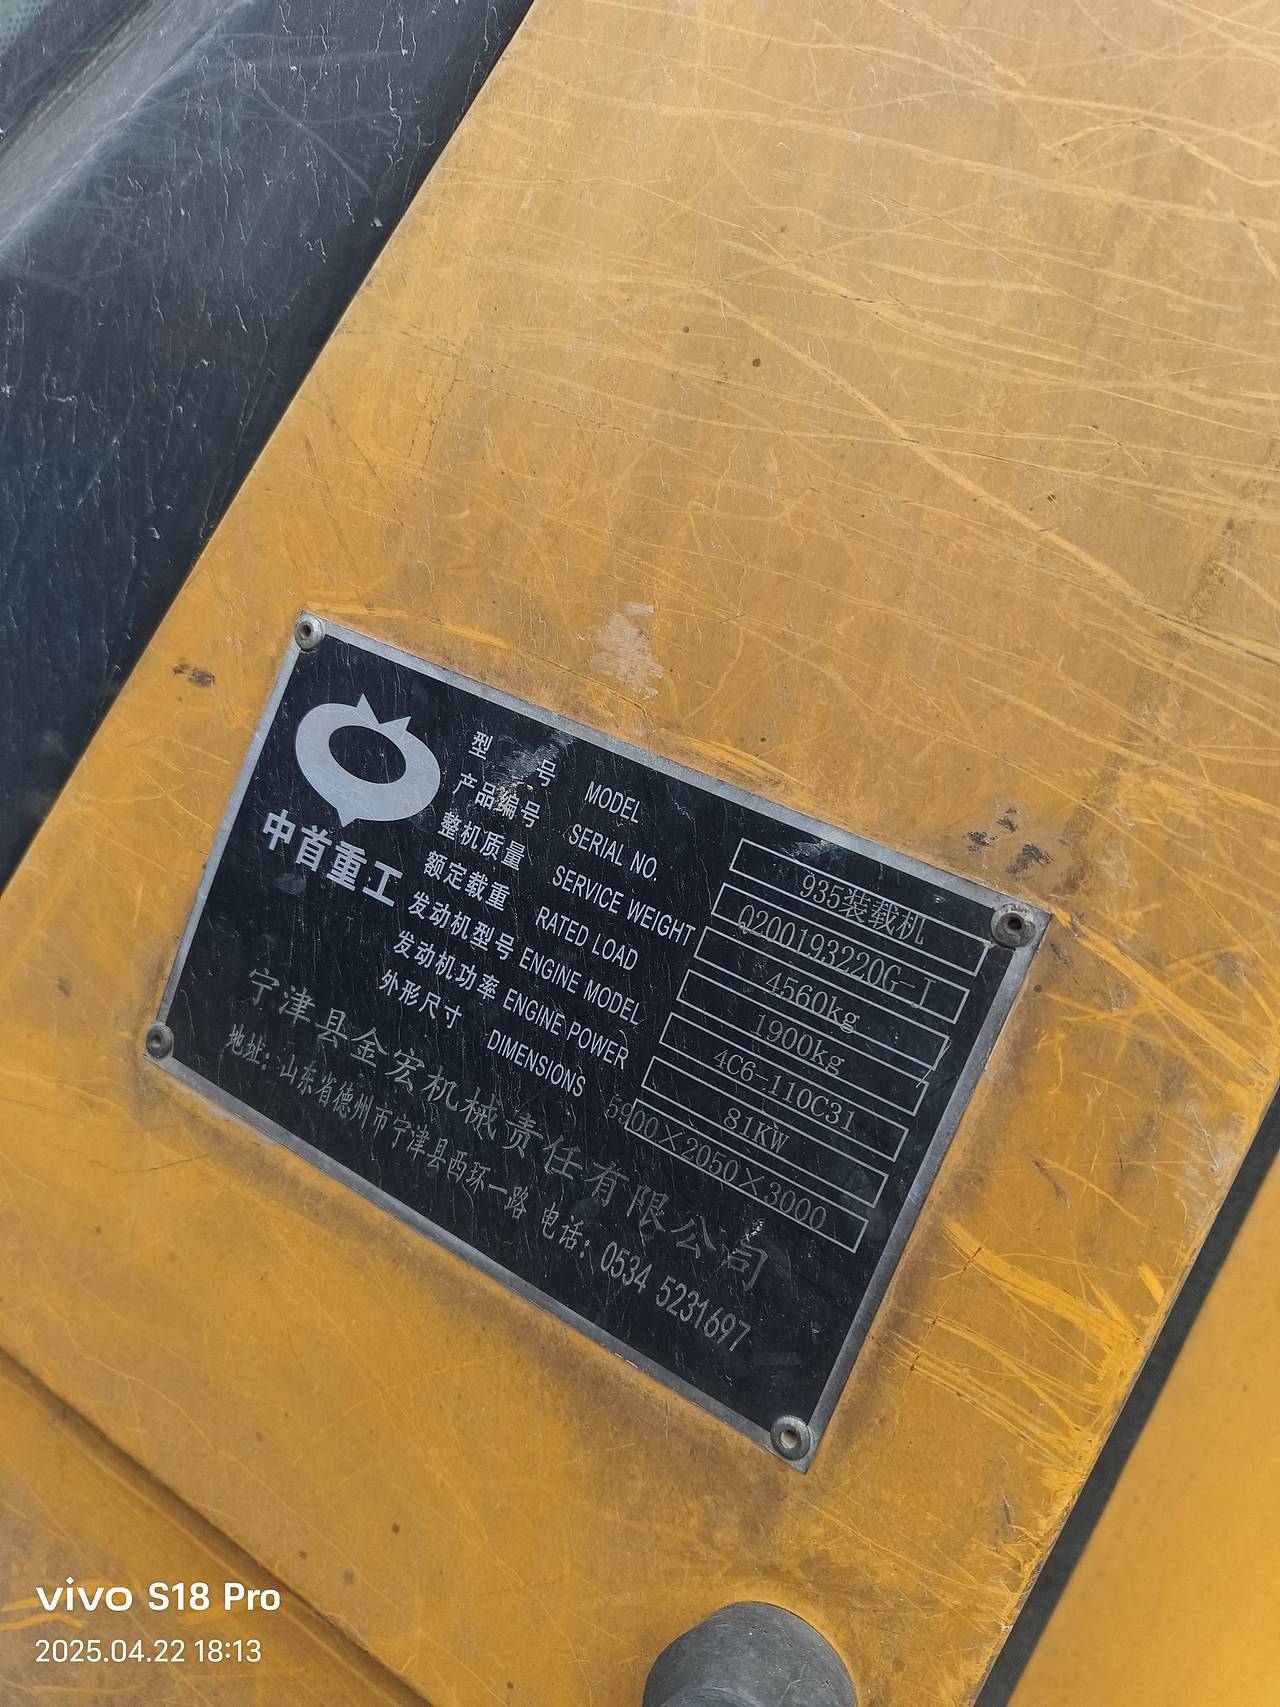 中首重工
型 号 MODEL 935装载机
产品编号 SERIAL NO. Q200193220G-J
整机质量 SERVICE WEIGHT 4560kg
额定载重 RATED LOAD 1900kg
发动机型号 ENGINE MODEL 4C6-110C31
发动机功率 ENGINE POWER 81KW
外形尺寸 DIMENSIONS 5900×2050×3000
宁津县金宏机械责任有限公司
地址：山东省德州市宁津县西环一路 电话：0534 5231697
vivo S18 Pro
2025.04.22 18:13